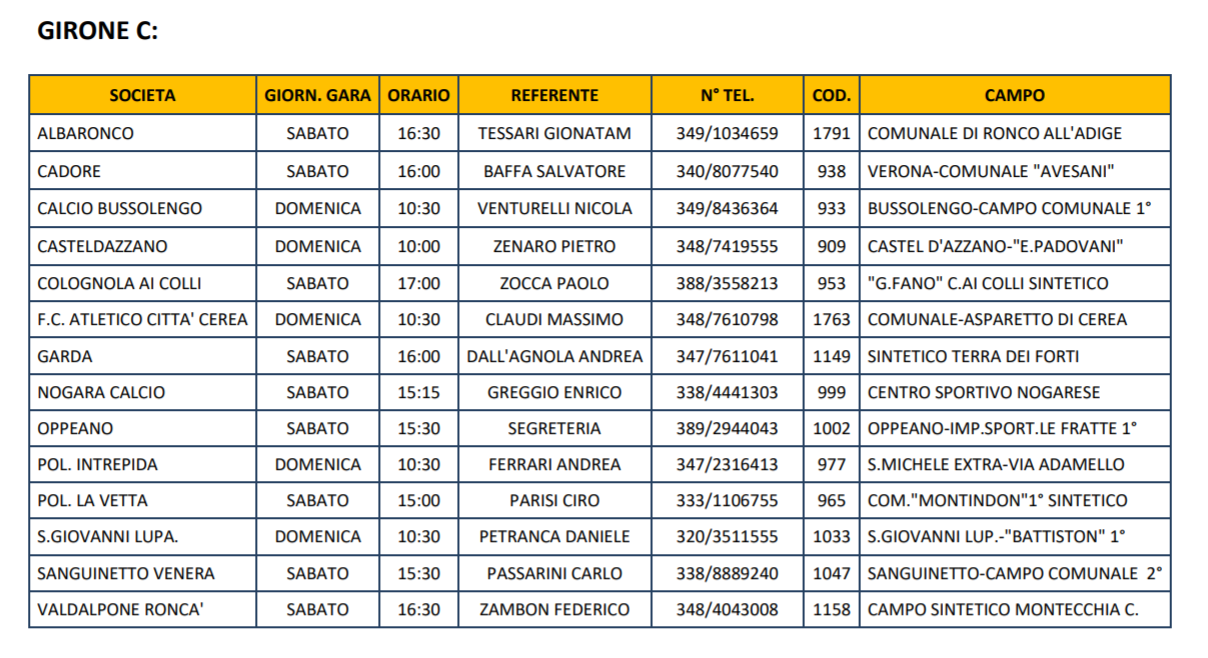 GIRONE C:
SOCIETA GIORN. GARA ORARIO REFERENTE N° TEL. COD. CAMPO
ALBARONCO SABATO 16:30 TESSARI GIONATAM 349/1034659 1791 COMUNALE DI RONCO ALL'ADIGE
CADORE SABATO 16:00 BAFFA SALVATORE 340/8077540 938 VERONA-COMUNALE "AVESANI"
CALCIO BUSSOLENGO DOMENICA 10:30 VENTURELLI NICOLA 349/8436364 933 BUSSOLENGO-CAMPO COMUNALE 1°
CASTELDAZZANO DOMENICA 10:00 ZENARO PIETRO 348/7419555 909 CASTEL D'AZZANO-"E.PADOVANI"
COLOGNOLA AI COLLI SABATO 17:00 ZOCCA PAOLO 388/3558213 953 "G.FANO" C.AI COLLI SINTETICO
F.C. ATLETICO CITTA' CEREA DOMENICA 10:30 CLAUDI MASSIMO 348/7610798 1763 COMUNALE-ASPARETTO DI CEREA
GARDA SABATO 16:00 DALL'AGNOLA ANDREA 347/7611041 1149 SINTETICO TERRA DEI FORTI
NOGARA CALCIO SABATO 15:15 GREGGIO ENRICO 338/4441303 999 CENTRO SPORTIVO NOGARESE
OPPEANO SABATO 15:30 SEGRETERIA 389/2944043 1002 OPPEANO-IMP.SPORT.LE FRATTE 1°
POL. INTREPIDA DOMENICA 10:30 FERRARI ANDREA 347/2316413 977 S.MICHELE EXTRA-VIA ADAMELLO
POL. LA VETTA SABATO 15:00 PARISI CIRO 333/1106755 965 COM."MONTINDON"1° SINTETICO
S.GIOVANNI LUPA. DOMENICA 10:30 PETRANCA DANIELE 320/3511555 1033 S.GIOVANNI LUP.-"BATTISTON" 1°
SANGUINETTO VENERA SABATO 15:30 PASSARINI CARLO 338/8889240 1047 SANGUINETTO-CAMPO COMUNALE 2°
VALDALPONE RONCA' SABATO 16:30 ZAMBON FEDERICO 348/4043008 1158 CAMPO SINTETICO MONTECCHIA C.